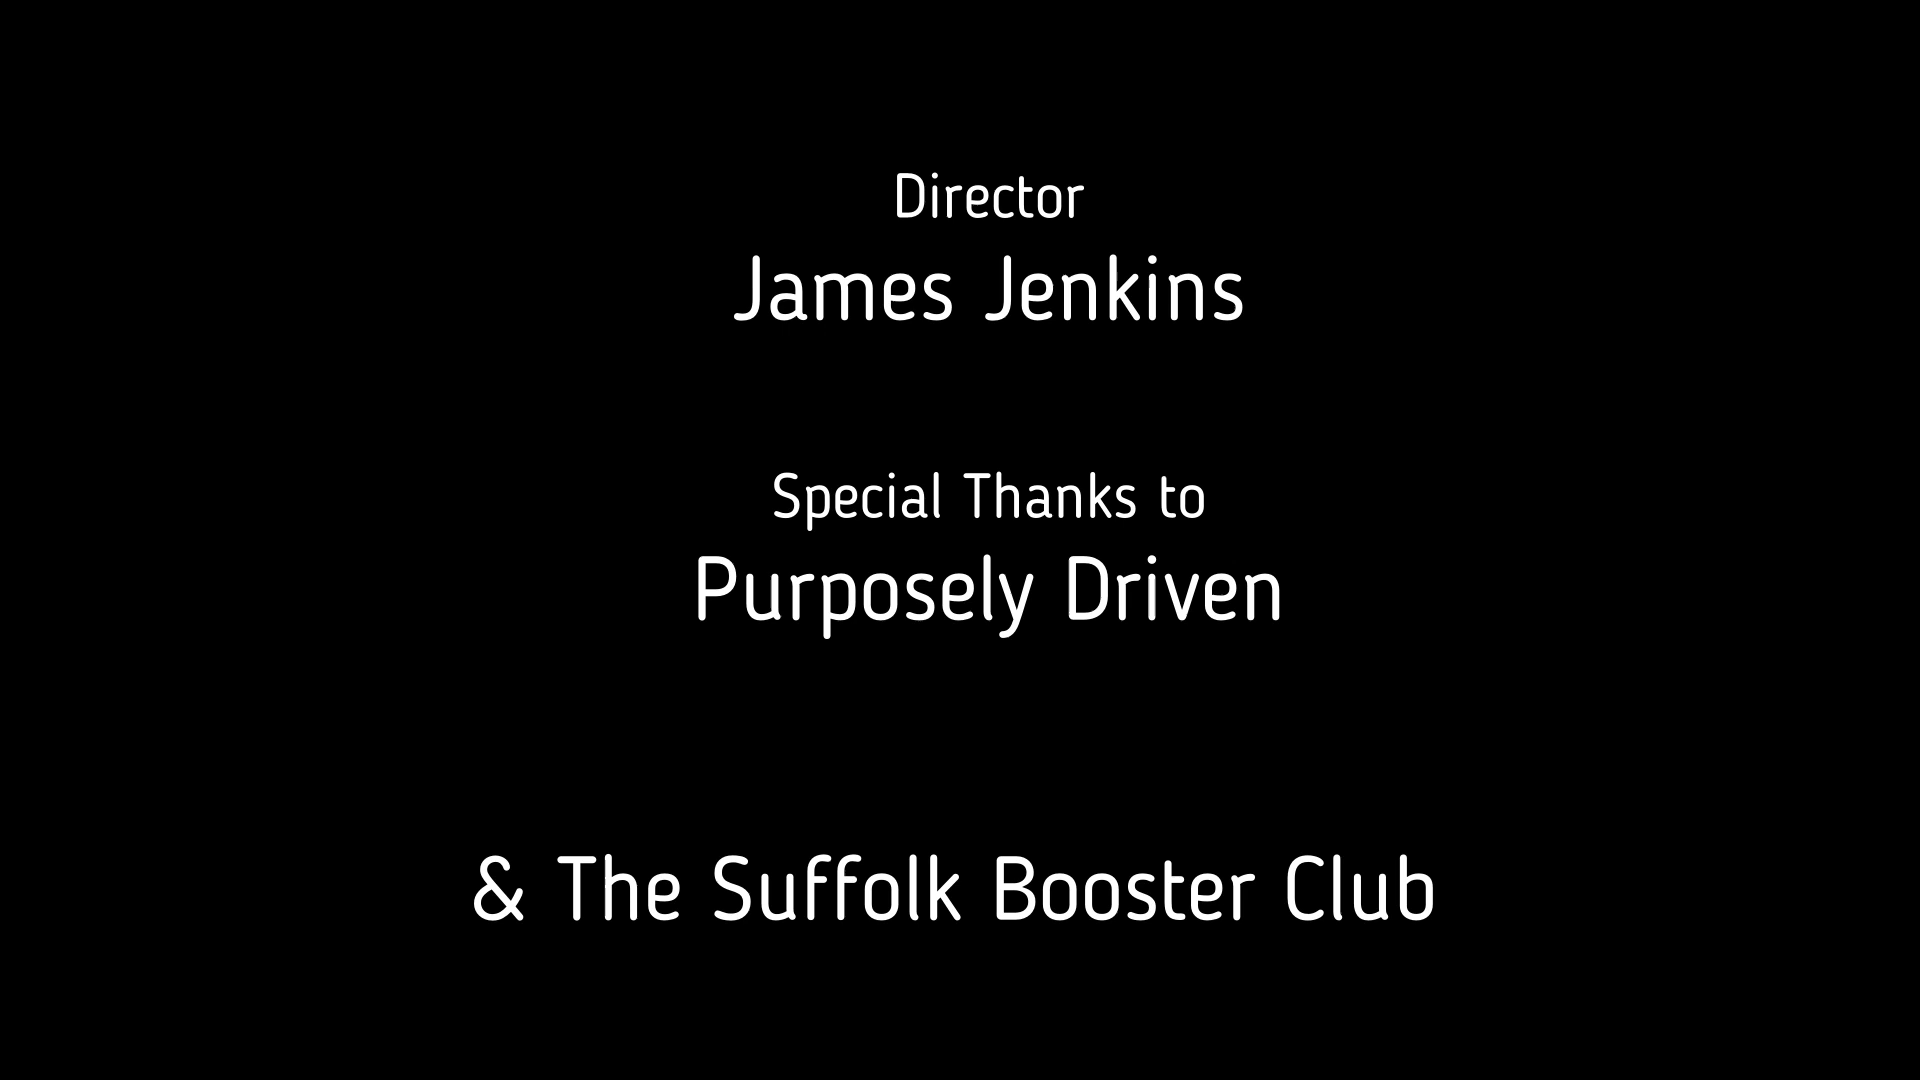 Director
James Jenkins
Special Thanks to
Purposely Driven
& The Suffolk Booster Club